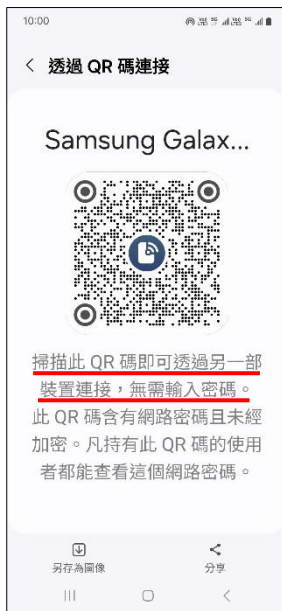 10:00
透過 QR 碼連接
Samsung Galax...
掃描此 QR 碼即可透過另一部
裝置連接，無需輸入密碼。
此 QR 碼含有網路密碼且未經
加密。凡持有此 QR 碼的使用
者都能查看這個網路密碼。
另存為圖像
分享